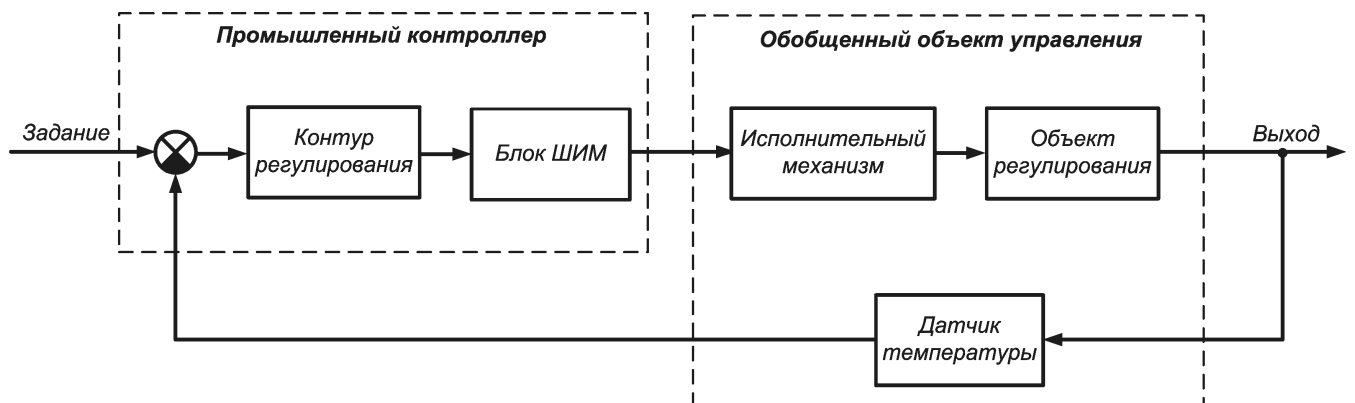 Промышленный контроллер
Обобщенный объект управления
Задание
Контур
регулирования
Блок ШИМ
Исполнительный
механизм
Объект
регулирования
Выход
Датчик
температуры